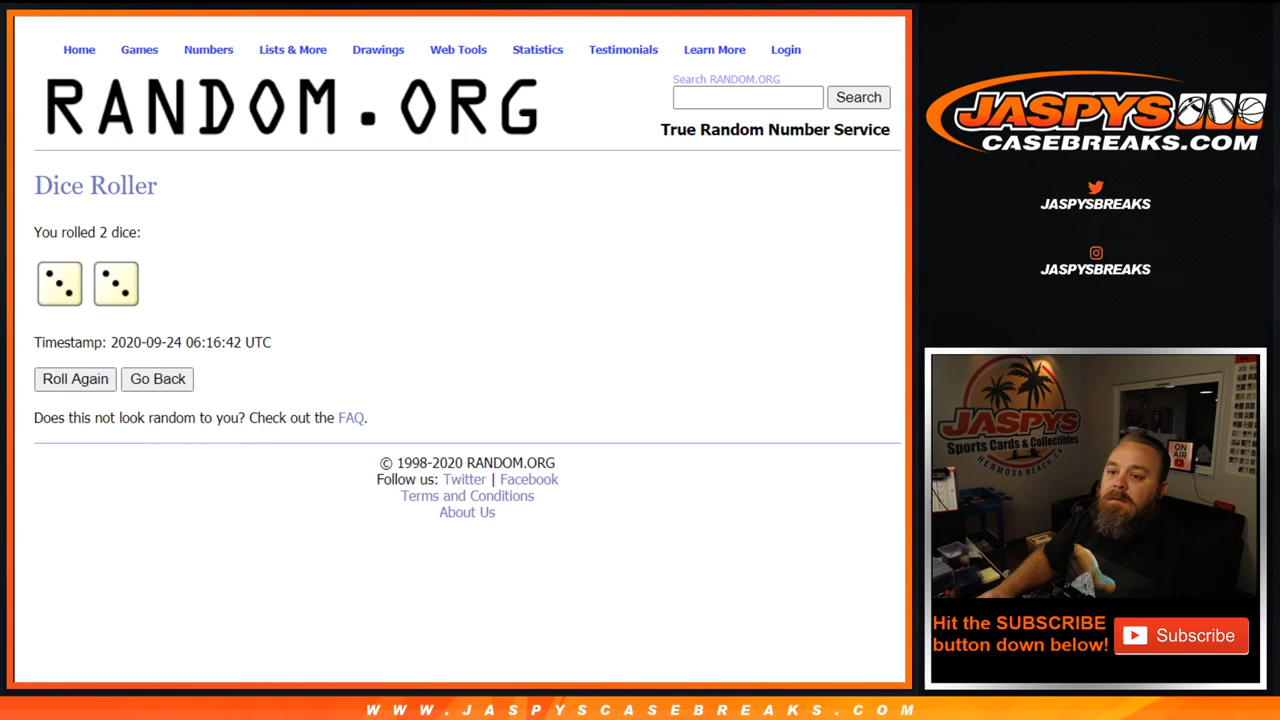 Home Games Numbers Lists & More Drawings Web Tools Statistics Testimonials Learn More Login
RANDOM.ORG
Search RANDOM.ORG
Search
True Random Number Service
Dice Roller
You rolled 2 dice:
Timestamp: 2020-09-24 06:16:42 UTC
Roll Again Go Back
Does this not look random to you? Check out the FAQ.
© 1998-2020 RANDOM.ORG
Follow us: Twitter | Facebook
Terms and Conditions
About Us
JASPYS
CASEBREAKS.COM
JASPYSBREAKS
JASPYSBREAKS
JASPYS
Sports Cards & Collectibles
HERMOSA BEACH, CA
ON
AIR
Hit the SUBSCRIBE
button down below!
Subscribe
WWW.JASPYSCASEBREAKS.COM